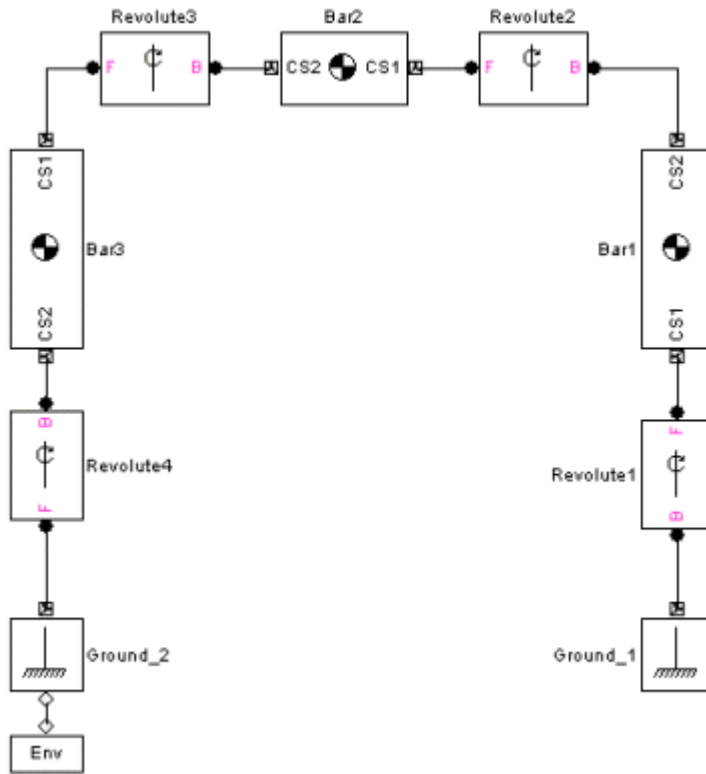 Revolute3
Bar2
Revolute2
F
B
CS2
CS1
F
B
CS1
CS2
Bar3
Bar1
CS2
CS1
B
F
Revolute4
Revolute1
F
B
Ground_2
Ground_1
Env